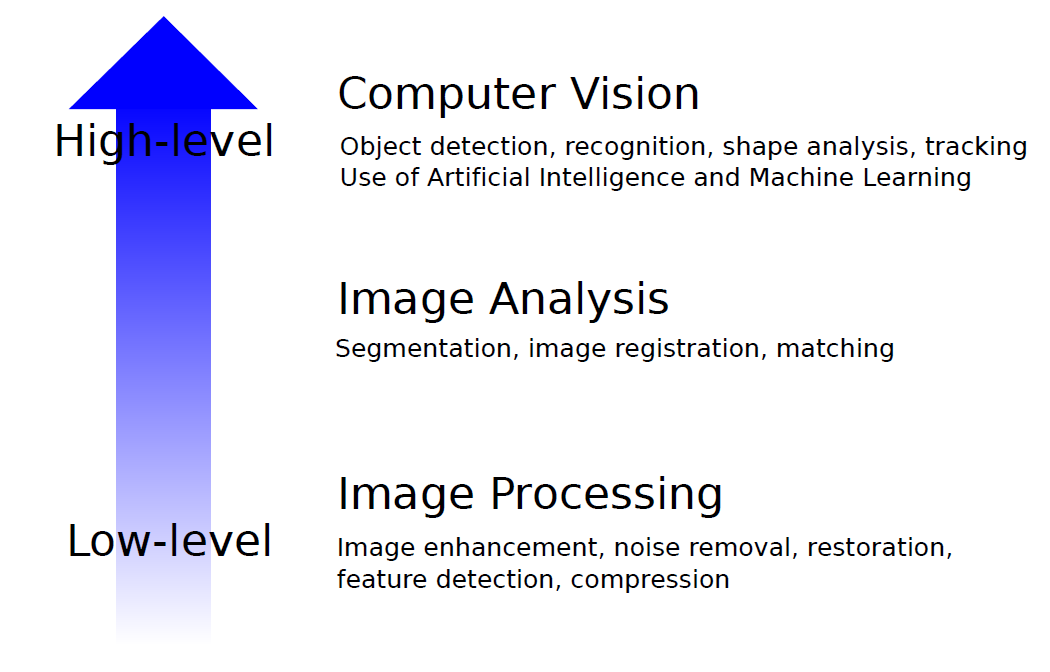 Computer Vision
High-level
Object detection, recognition, shape analysis, tracking
Use of Artificial Intelligence and Machine Learning
Image Analysis
Segmentation, image registration, matching
Image Processing
Low-level
Image enhancement, noise removal, restoration,
feature detection, compression